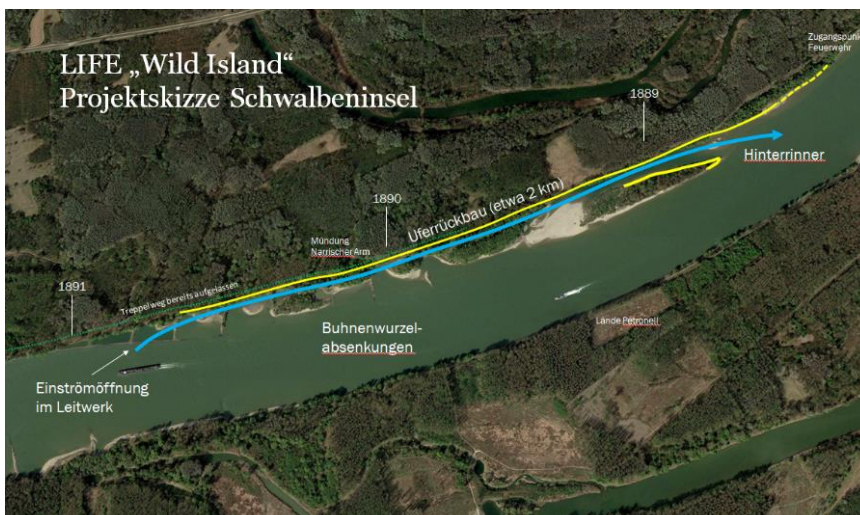 LIFE „Wild Island“
Projektskizze Schwalbeninsel
Zugangspunkt
Feuerwehr
1889
Hinterrinner
Uferrückbau (etwa 2 km)
1890
Mündung
Narrischer Arm
Treppelweg bereits aufgelassen
1891
Lände Petronell
Buhnenwurzel-
absenkungen
Einströmöffnung
im Leitwerk